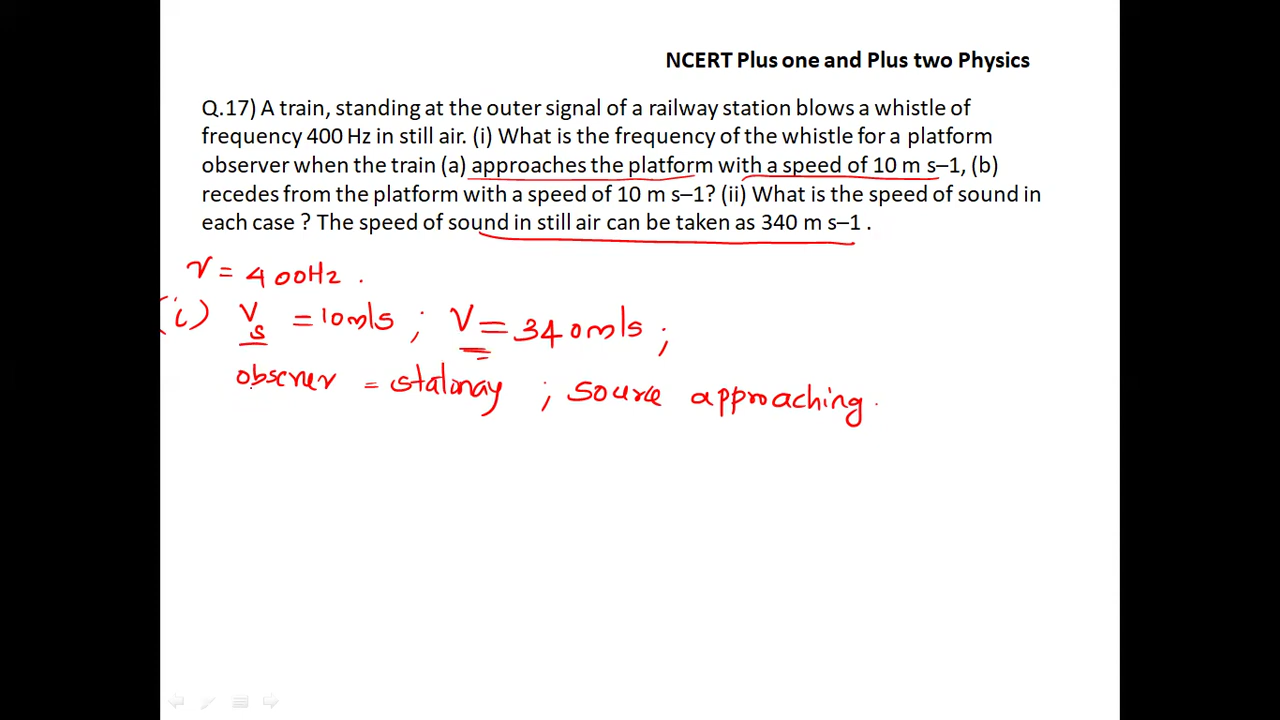 NCERT Plus one and Plus two Physics
Q.17) A train, standing at the outer signal of a railway station blows a whistle of
frequency 400 Hz in still air. (i) What is the frequency of the whistle for a platform
observer when the train (a) approaches the platform with a speed of 10 m s–1, (b)
recedes from the platform with a speed of 10 m s–1? (ii) What is the speed of sound in
each case ? The speed of sound in still air can be taken as 340 m s–1 .
ν = 400Hz .
(i) Vs = 10m/s ; V = 340m/s ;
observer = stationay ; source approaching .